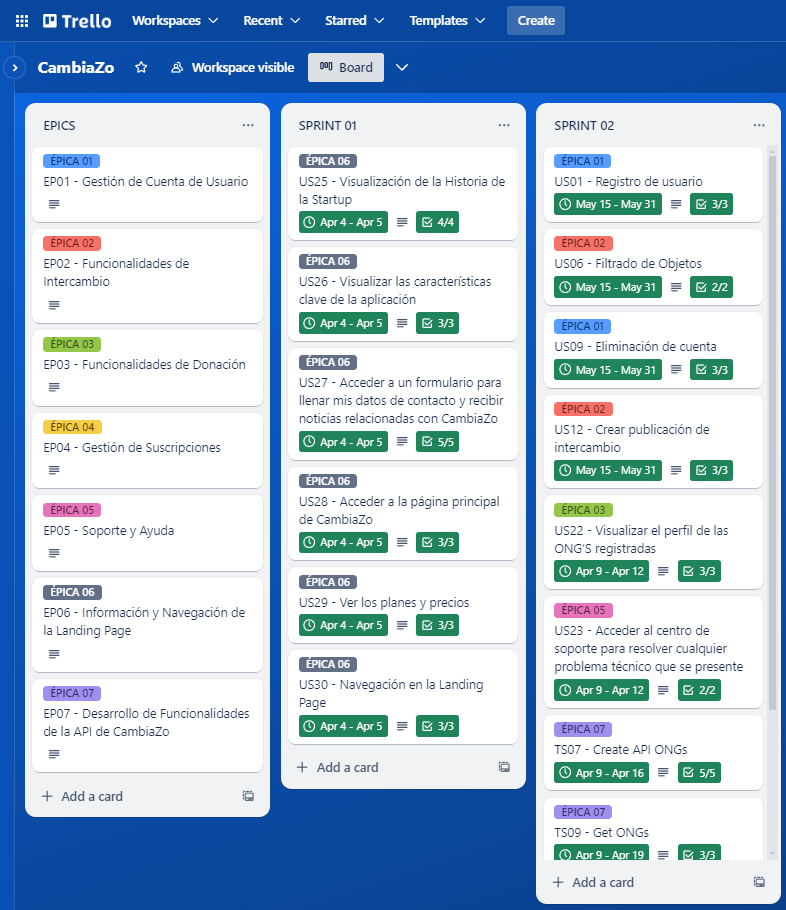 Trello
Workspaces
Recent
Starred
Templates
Create
CambiaZo
Workspace visible
Board
EPICS
ÉPICA 01
EP01 - Gestión de Cuenta de Usuario
ÉPICA 02
EP02 - Funcionalidades de
Intercambio
ÉPICA 03
EP03 - Funcionalidades de Donación
ÉPICA 04
EP04 - Gestión de Suscripciones
ÉPICA 05
EP05 - Soporte y Ayuda
ÉPICA 06
EP06 - Información y Navegación de
la Landing Page
ÉPICA 07
EP07 - Desarrollo de Funcionalidades
de la API de CambiaZo
Add a card
SPRINT 01
ÉPICA 06
US25 - Visualización de la Historia de
la Startup
Apr 4 - Apr 5
4/4
ÉPICA 06
US26 - Visualizar las características
clave de la aplicación
Apr 4 - Apr 5
3/3
ÉPICA 06
US27 - Acceder a un formulario para
llenar mis datos de contacto y recibir
noticias relacionadas con CambiaZo
Apr 4 - Apr 5
5/5
ÉPICA 06
US28 - Acceder a la página principal
de CambiaZo
Apr 4 - Apr 5
3/3
ÉPICA 06
US29 - Ver los planes y precios
Apr 4 - Apr 5
3/3
ÉPICA 06
US30 - Navegación en la Landing
Page
Apr 4 - Apr 5
3/3
Add a card
SPRINT 02
ÉPICA 01
US01 - Registro de usuario
May 15 - May 31
3/3
ÉPICA 02
US06 - Filtrado de Objetos
May 15 - May 31
2/2
ÉPICA 01
US09 - Eliminación de cuenta
May 15 - May 31
3/3
ÉPICA 02
US12 - Crear publicación de
intercambio
May 15 - May 31
3/3
ÉPICA 03
US22 - Visualizar el perfil de las
ONG'S registradas
Apr 9 - Apr 12
3/3
ÉPICA 05
US23 - Acceder al centro de
soporte para resolver cualquier
problema técnico que se presente
Apr 9 - Apr 12
2/2
ÉPICA 07
TS07 - Create API ONGs
Apr 9 - Apr 16
5/5
ÉPICA 07
TS09 - Get ONGs
Apr 9 - Apr 19
3/3
Add a card